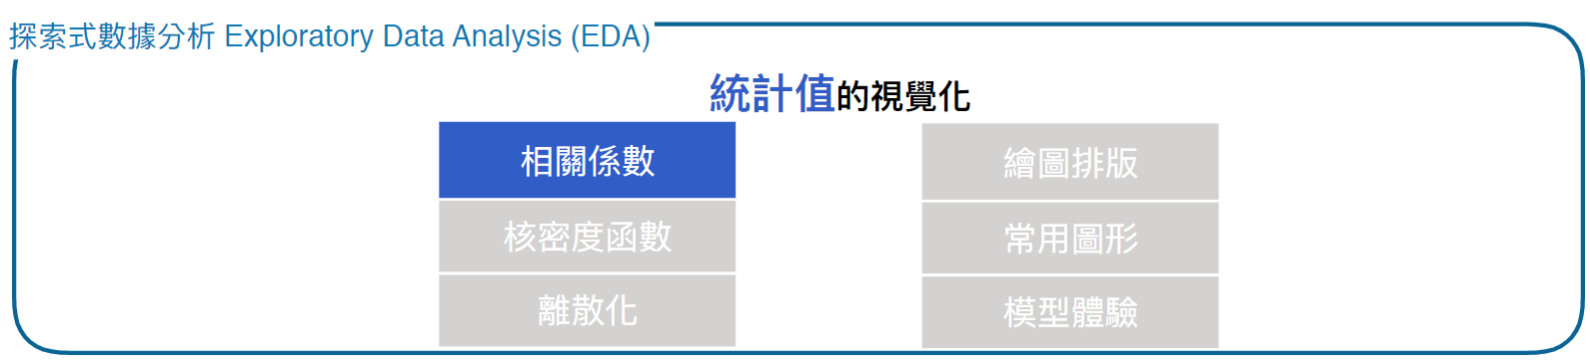 探索式數據分析 Exploratory Data Analysis (EDA)
統計值的視覺化
相關係數
核密度函數
離散化
繪圖排版
常用圖形
模型體驗